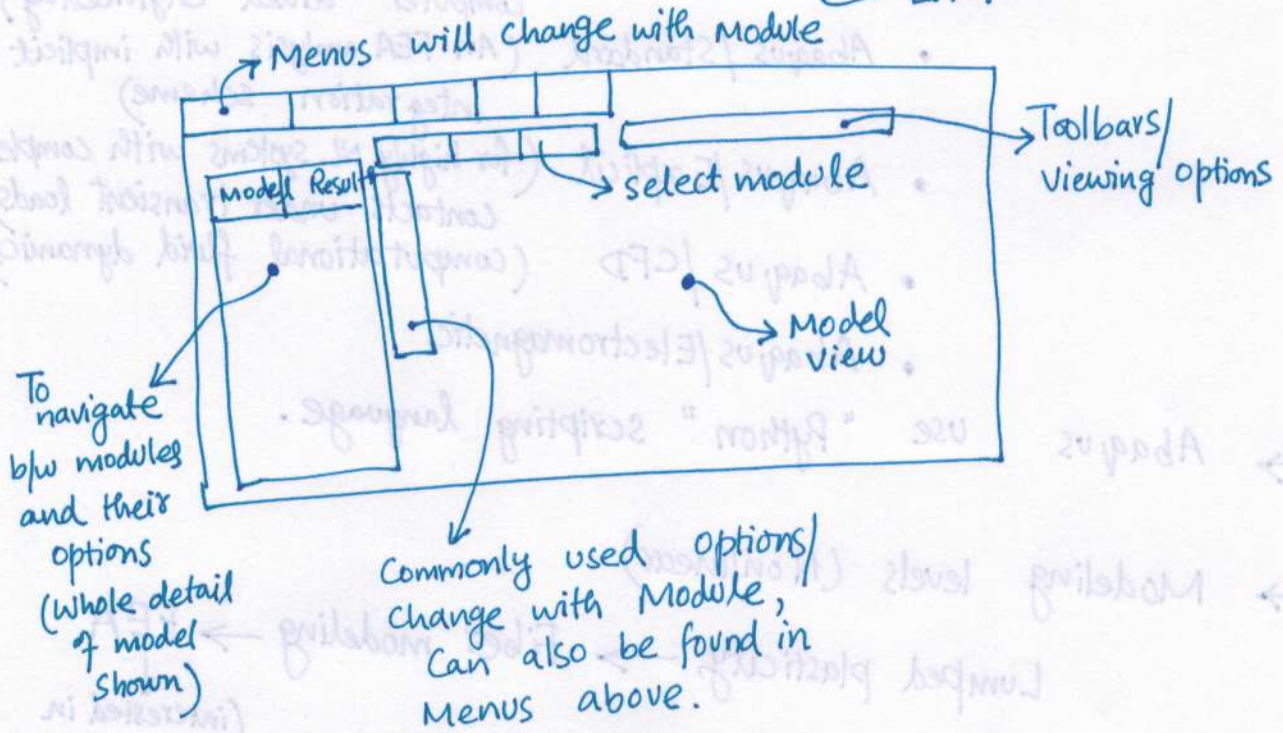 Menus will change with Module
Toolbars/
viewing options
select module
Model Result
Model
view
To
navigate
b/w modules
and their
options
(Whole detail
of model
shown)
Commonly used options/
Change with Module,
Can also be found in
Menus above.